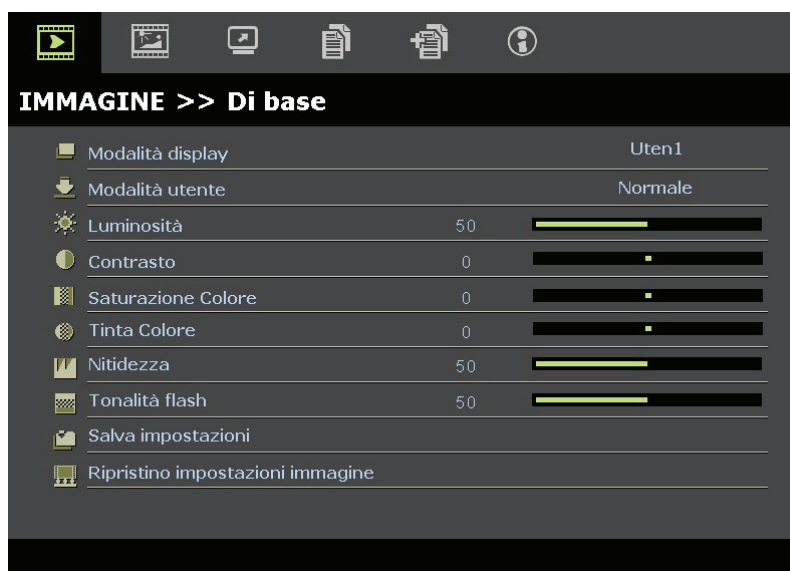 IMMAGINE >> Di base
Modalità display Uten1
Modalità utente Normale
Luminosità 50
Contrasto 0
Saturazione Colore 0
Tinta Colore 0
Nitidezza 50
Tonalità flash 50
Salva impostazioni
Ripristino impostazioni immagine